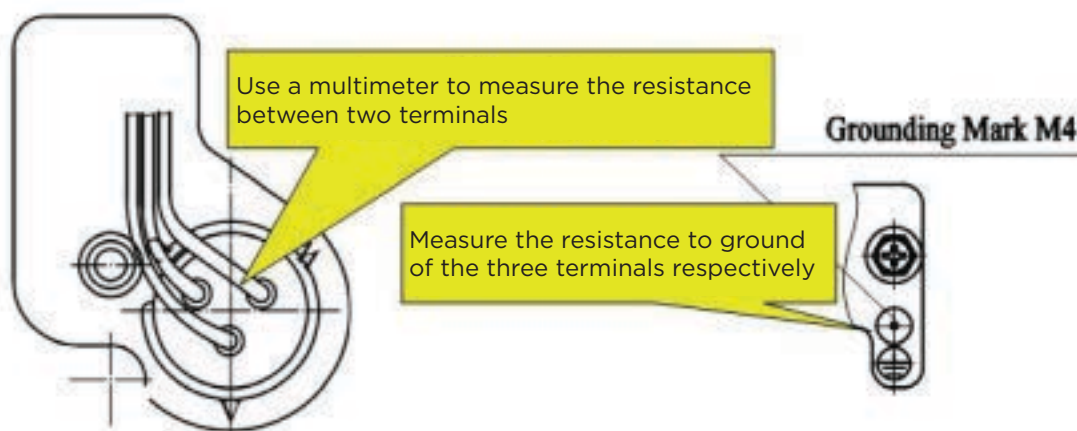 Use a multimeter to measure the resistance
between two terminals
Grounding Mark M4
Measure the resistance to ground
of the three terminals respectively